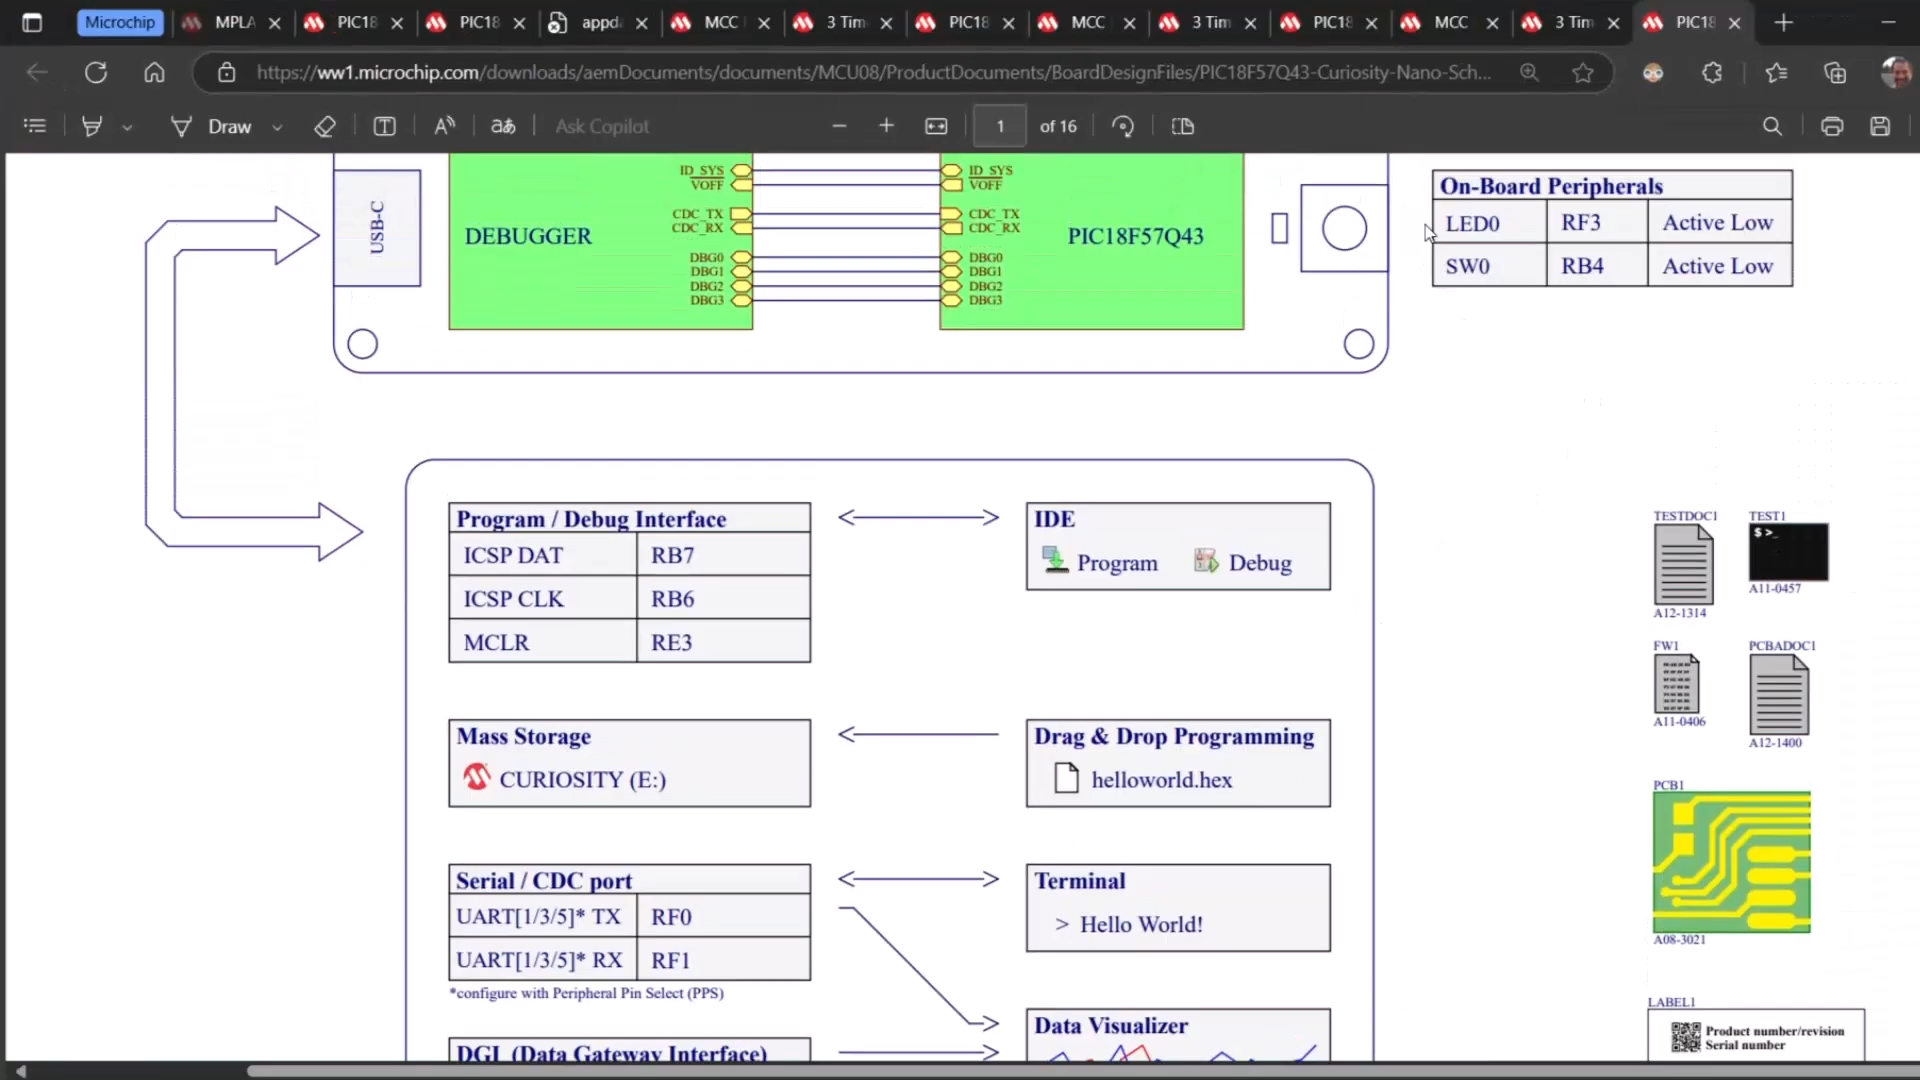 Microchip
MPLA
PIC18
PIC18
appda
MCC
3 Tim
PIC18
MCC
3 Tim
PIC18
MCC
3 Tim
PIC18
https://ww1.microchip.com/downloads/aemDocuments/documents/MCU08/ProductDocuments/BoardDesignFiles/PIC18F57Q43-Curiosity-Nano-Sch...
Draw
Ask Copilot
1 of 16
ID_SYS
VOFF
CDC_TX
CDC_RX
DBG0
DBG1
DBG2
DBG3
ID_SYS
VOFF
CDC_TX
CDC_RX
DBG0
DBG1
DBG2
DBG3
USB-C
DEBUGGER
PIC18F57Q43
On-Board Peripherals
LED0 RF3 Active Low
SW0 RB4 Active Low
Program / Debug Interface
ICSP DAT RB7
ICSP CLK RB6
MCLR RE3
IDE
Program Debug
Mass Storage
CURIOSITY (E:)
Drag & Drop Programming
helloworld.hex
Serial / CDC port
UART[1/3/5]* TX RF0
UART[1/3/5]* RX RF1
*configure with Peripheral Pin Select (PPS)
Terminal
> Hello World!
DGI (Data Gateway Interface)
Data Visualizer
TESTDOC1
A12-1314
TEST1
$ >_
A11-0457
FW1
A11-0406
PCBADOC1
A12-1400
PCB1
A08-3021
LABEL1
Product number/revision
Serial number